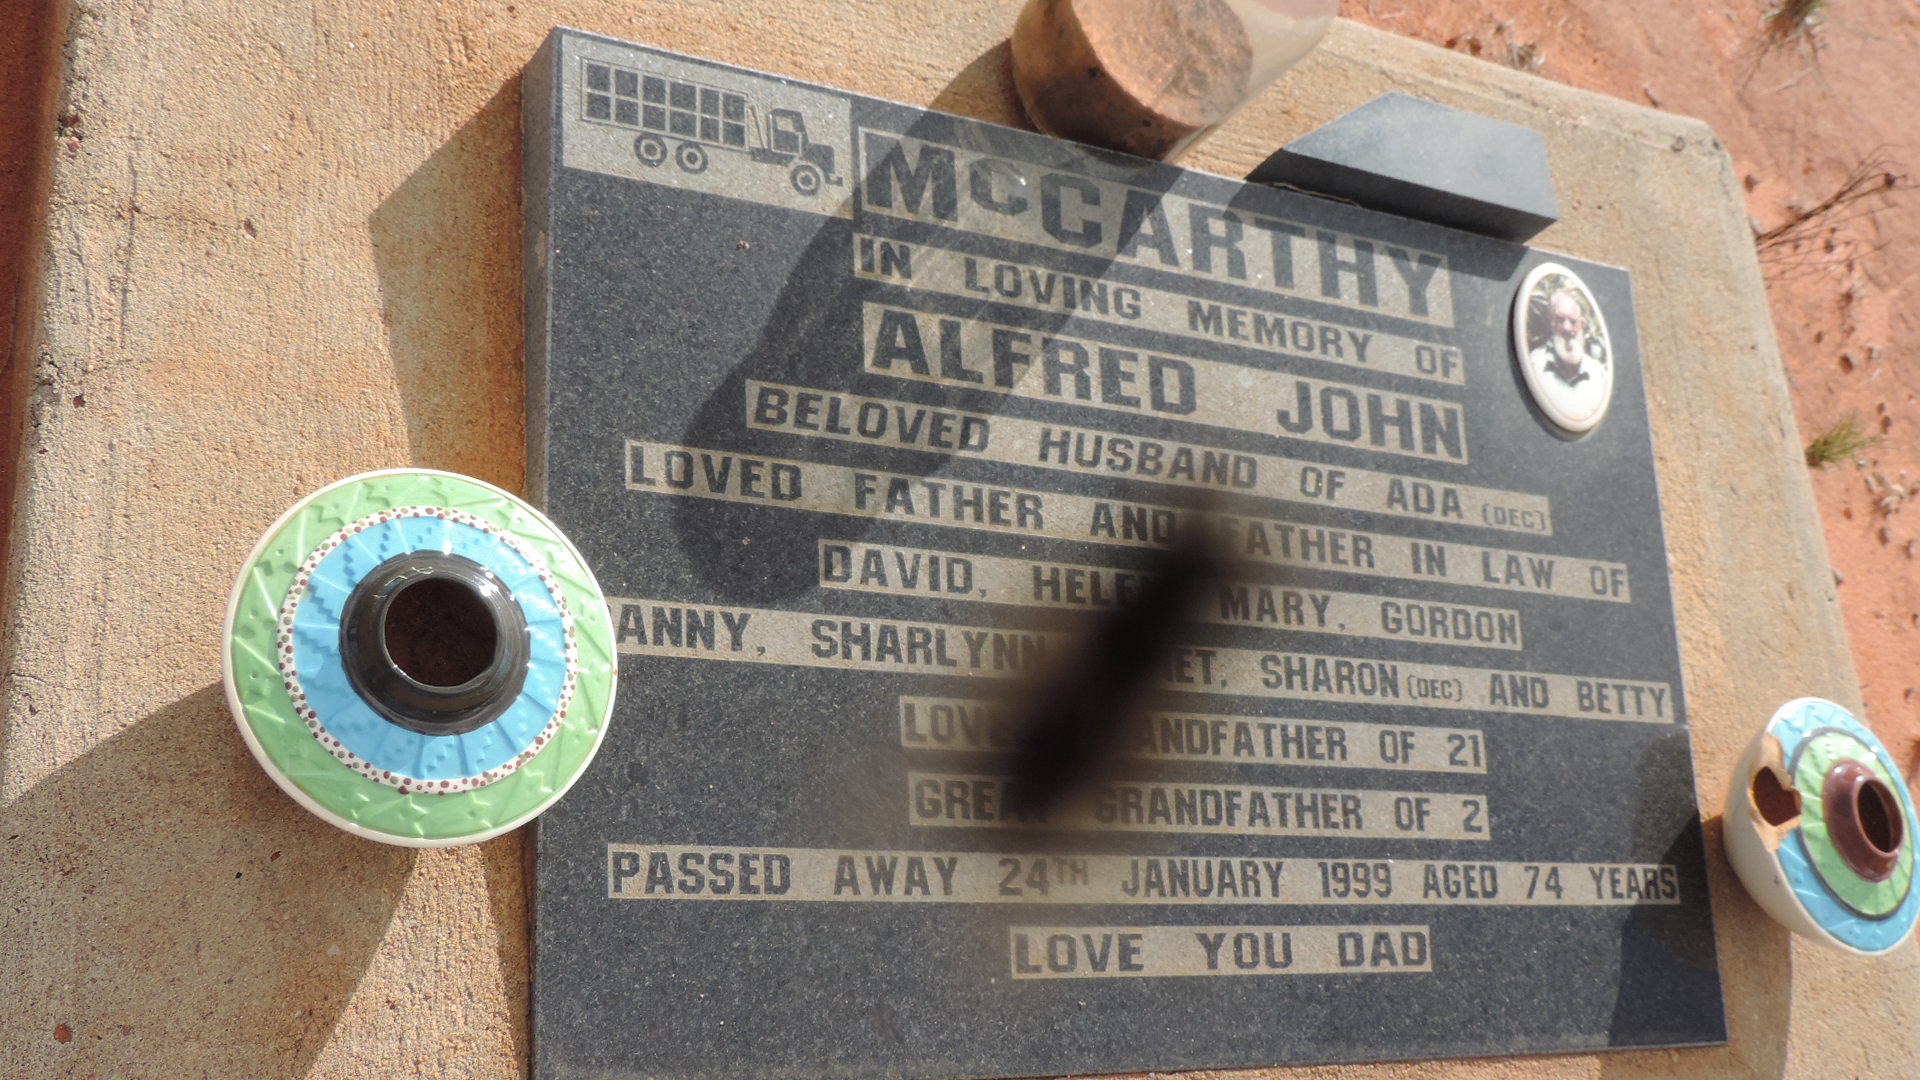 McCARTHY
IN LOVING MEMORY OF
ALFRED JOHN
BELOVED HUSBAND OF ADA (DEC)
LOVED FATHER AND FATHER IN LAW OF
DAVID, MARY, GORDON
SHARLYNN SHARON (DEC) AND BETTY
GRANDFATHER OF 21
GREAT GRANDFATHER OF 2
PASSED AWAY 24TH JANUARY 1999 AGED 74 YEARS
LOVE YOU DAD